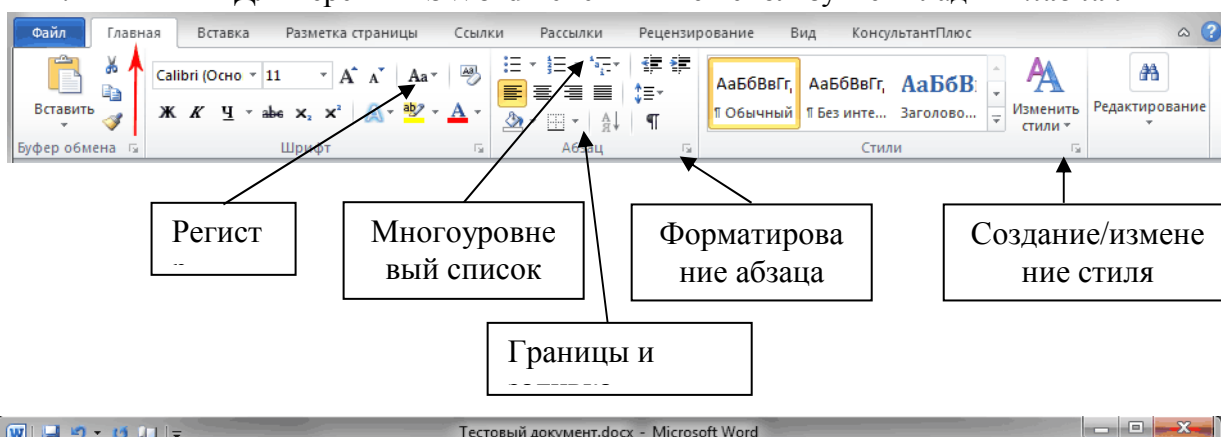 Файл Главная Вставка Разметка страницы Ссылки Рассылки Рецензирование Вид КонсультантПлюс
Calibri (Осно 11 Аа
Вставить
Ж К Ч abc x₂ x² ab A
АаБбВвГг, АаБбВвГг, АаБбВ
¶ Обычный ¶ Без инте... Заголово...
Изменить
стили
Редактирование
Буфер обмена Шрифт Абзац Стили
Регист
Многоуровне
вый список
Форматирова
ние абзаца
Создание/измене
ние стиля
Границы и
Тестовый документ.docx - Microsoft Word